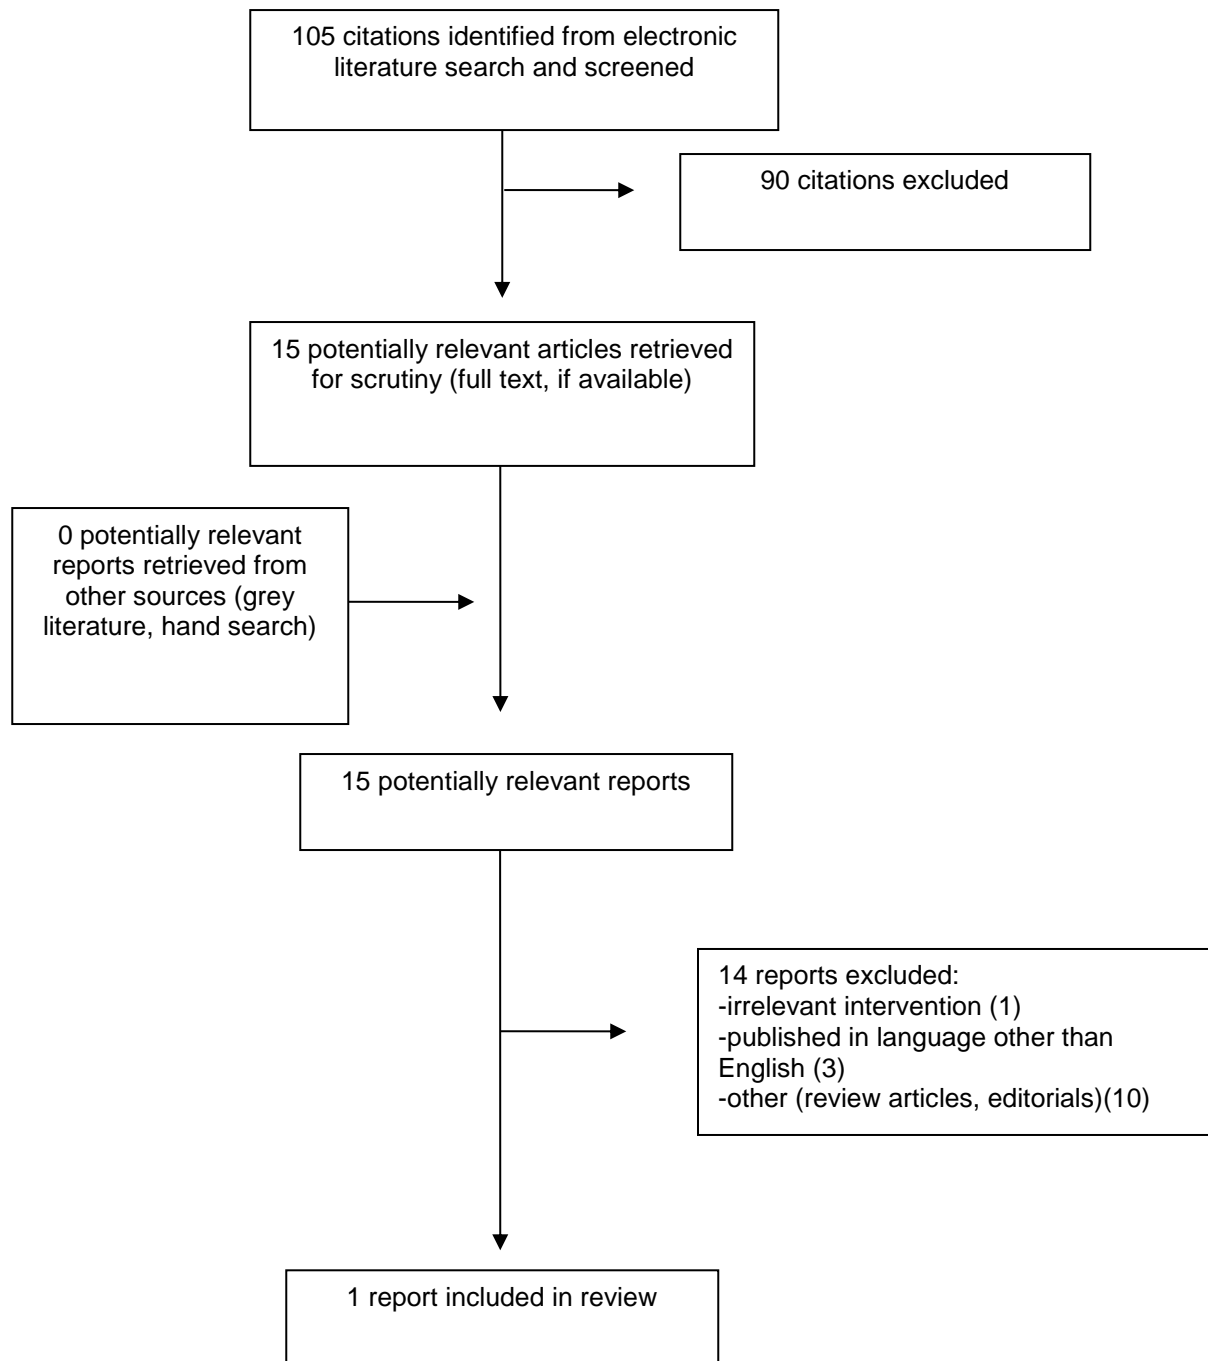 105 citations identified from electronic
literature search and screened
90 citations excluded
15 potentially relevant articles retrieved
for scrutiny (full text, if available)
0 potentially relevant
reports retrieved from
other sources (grey
literature, hand search)
15 potentially relevant reports
14 reports excluded:
-irrelevant intervention (1)
-published in language other than
English (3)
-other (review articles, editorials)(10)
1 report included in review